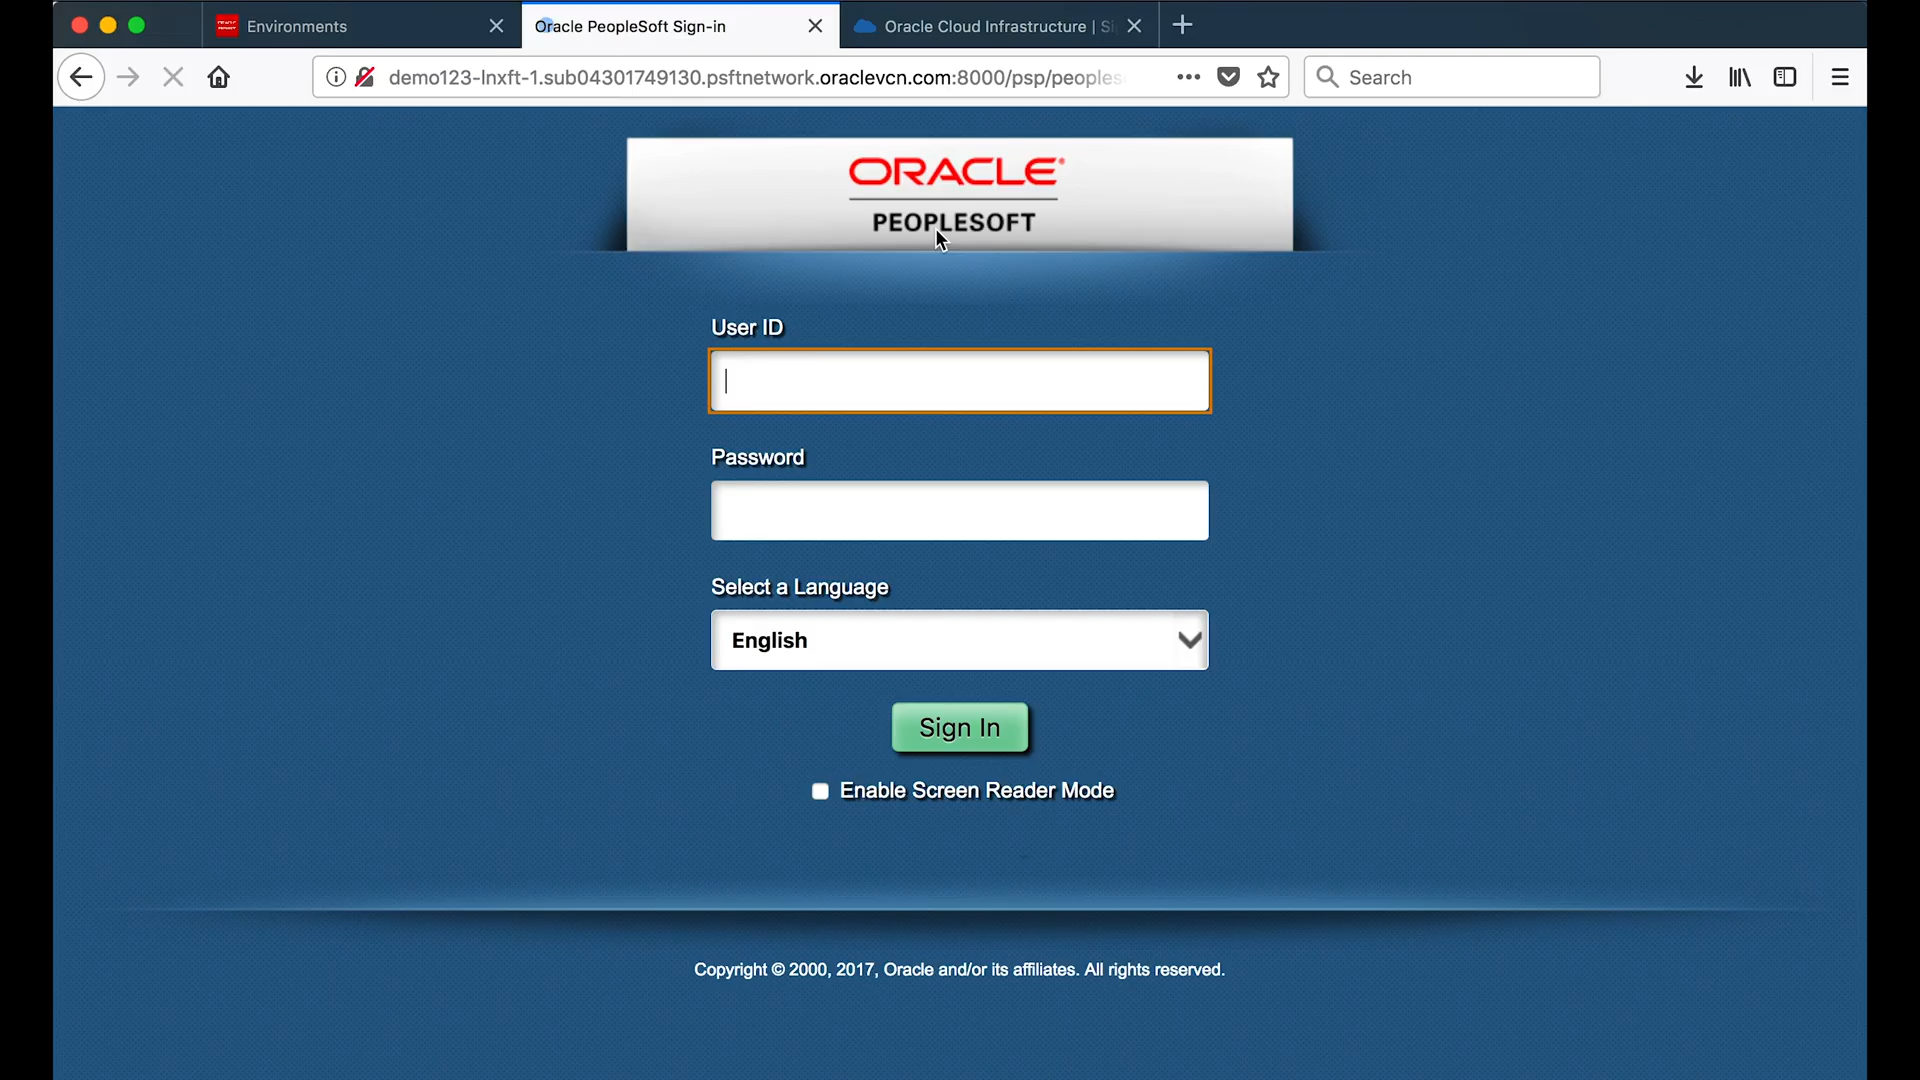 Environments
Oracle PeopleSoft Sign-in
Oracle Cloud Infrastructure | Si
demo123-lnxft-1.sub04301749130.psftnetwork.oraclevcn.com:8000/psp/peoples
Search
ORACLE
PEOPLESOFT
User ID
Password
Select a Language
English
Sign In
Enable Screen Reader Mode
Copyright © 2000, 2017, Oracle and/or its affiliates. All rights reserved.